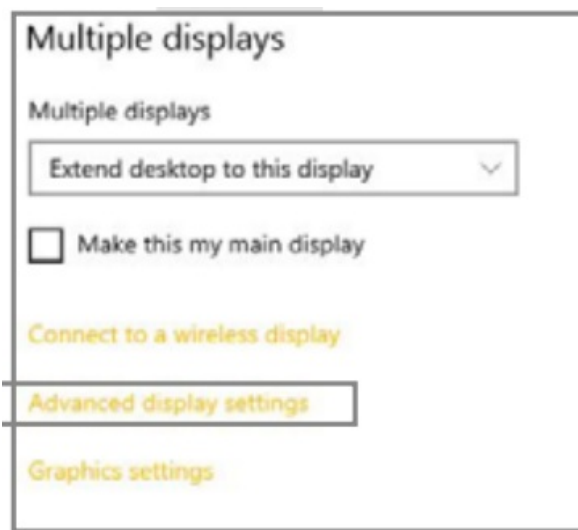 Multiple displays
Multiple displays
Extend desktop to this display
Make this my main display
Connect to a wireless display
Advanced display settings
Graphics settings